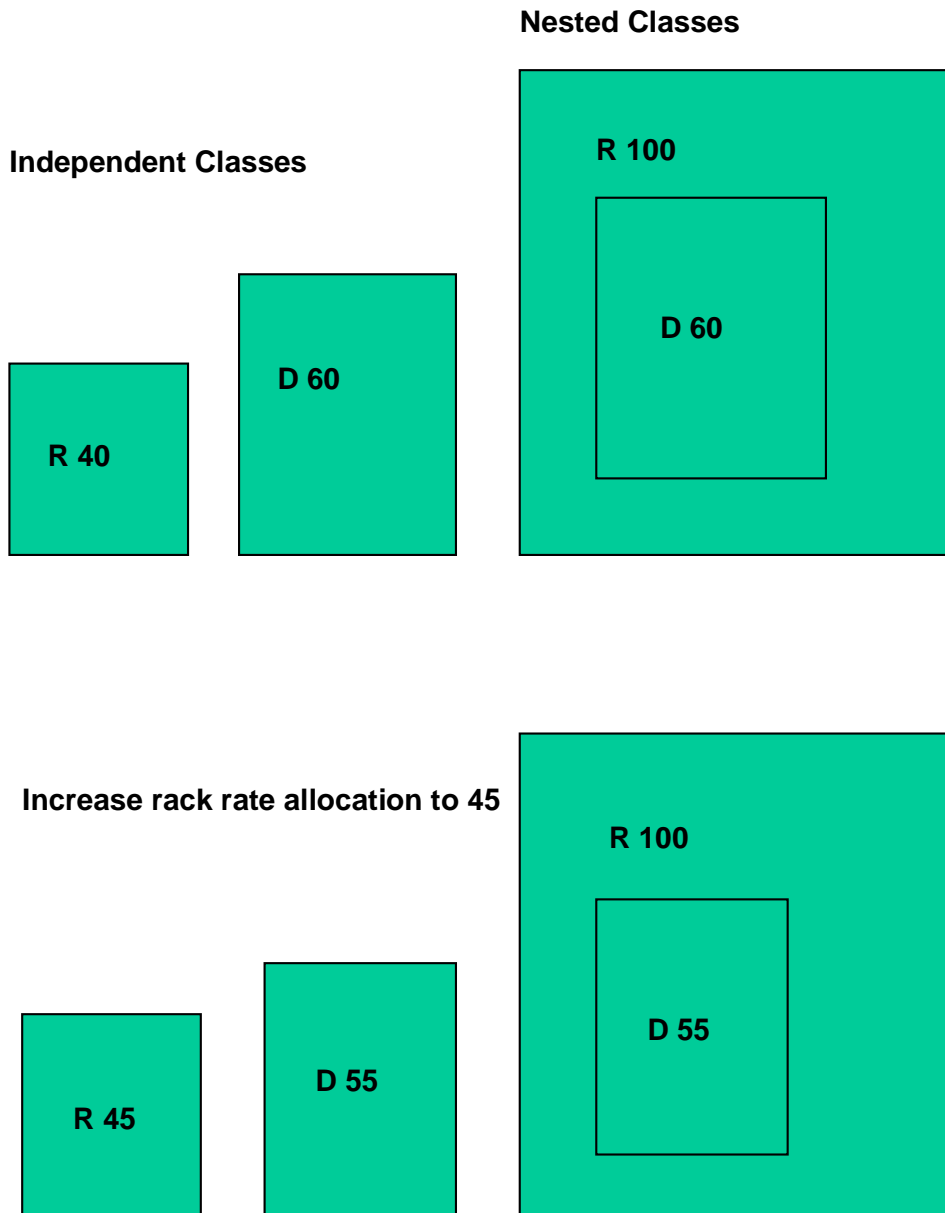 Nested Classes
Independent Classes
R 100
D 60
D 60
R 40
Increase rack rate allocation to 45
R 100
D 55
D 55
R 45